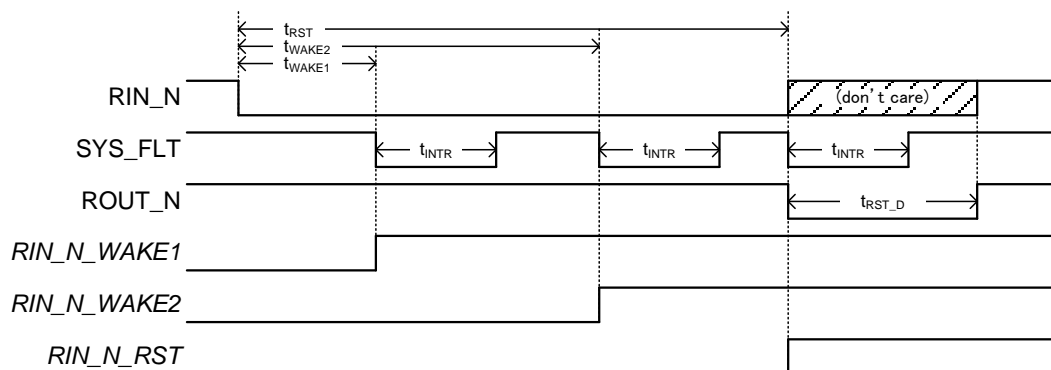 tRST
tWAKE2
tWAKE1
RIN_N
(don't care)
SYS_FLT
tINTR
tINTR
tINTR
ROUT_N
tRST_D
RIN_N_WAKE1
RIN_N_WAKE2
RIN_N_RST